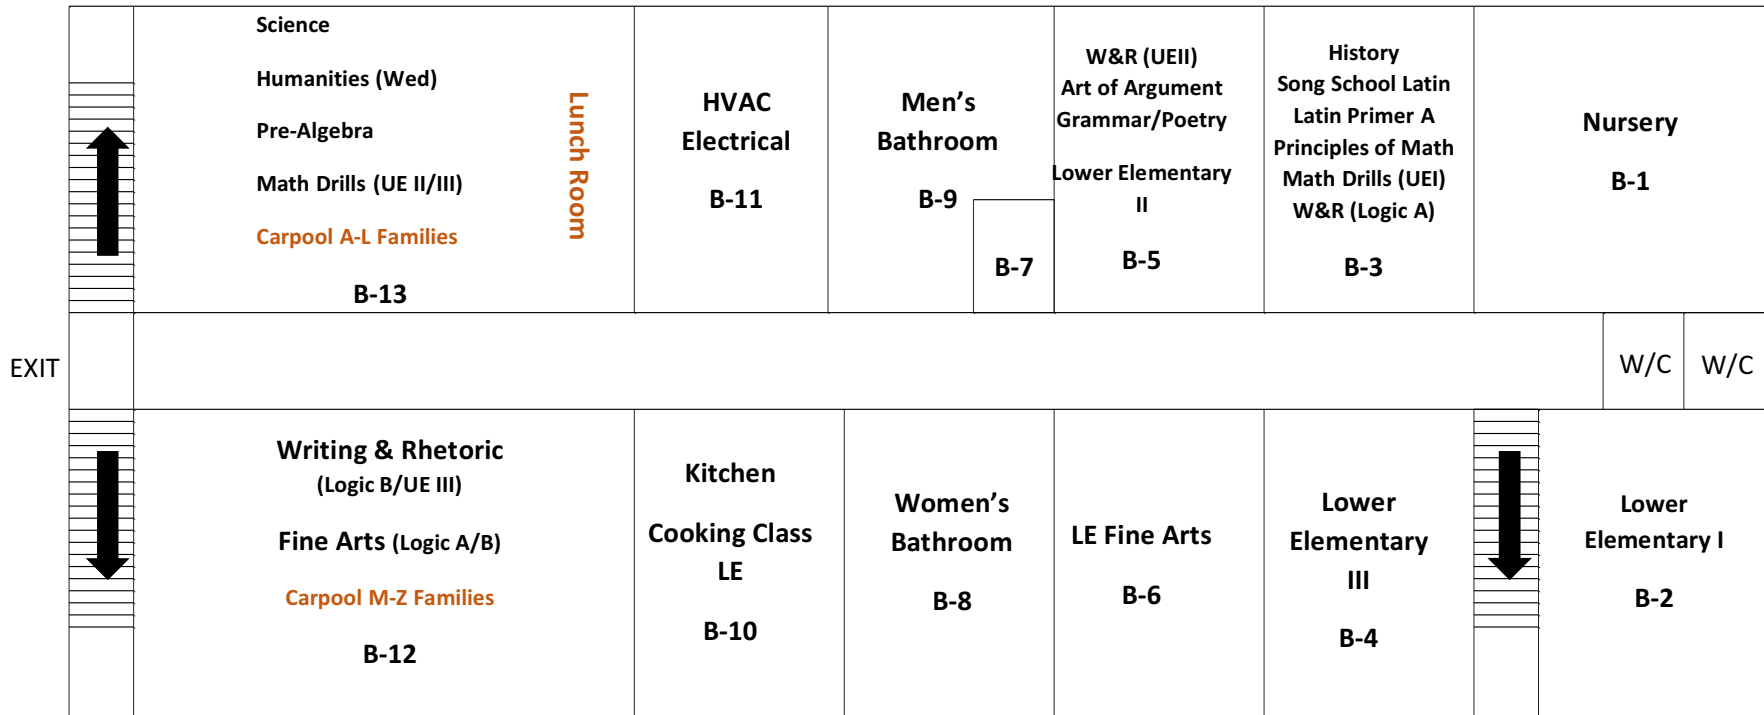 Science
Humanities (Wed)
Pre-Algebra
Math Drills (UE II/III)
Carpool A-L Families
B-13
Lunch Room
HVAC
Electrical
B-11
Men’s
Bathroom
B-9
B-7
W&R (UEII)
Art of Argument
Grammar/Poetry
Lower Elementary
II
B-5
History
Song School Latin
Latin Primer A
Principles of Math
Math Drills (UEI)
W&R (Logic A)
B-3
Nursery
B-1
EXIT
W/C
W/C
Writing & Rhetoric
(Logic B/UE III)
Fine Arts (Logic A/B)
Carpool M-Z Families
B-12
Kitchen
Cooking Class
LE
B-10
Women’s
Bathroom
B-8
LE Fine Arts
B-6
Lower
Elementary
III
B-4
Lower
Elementary I
B-2